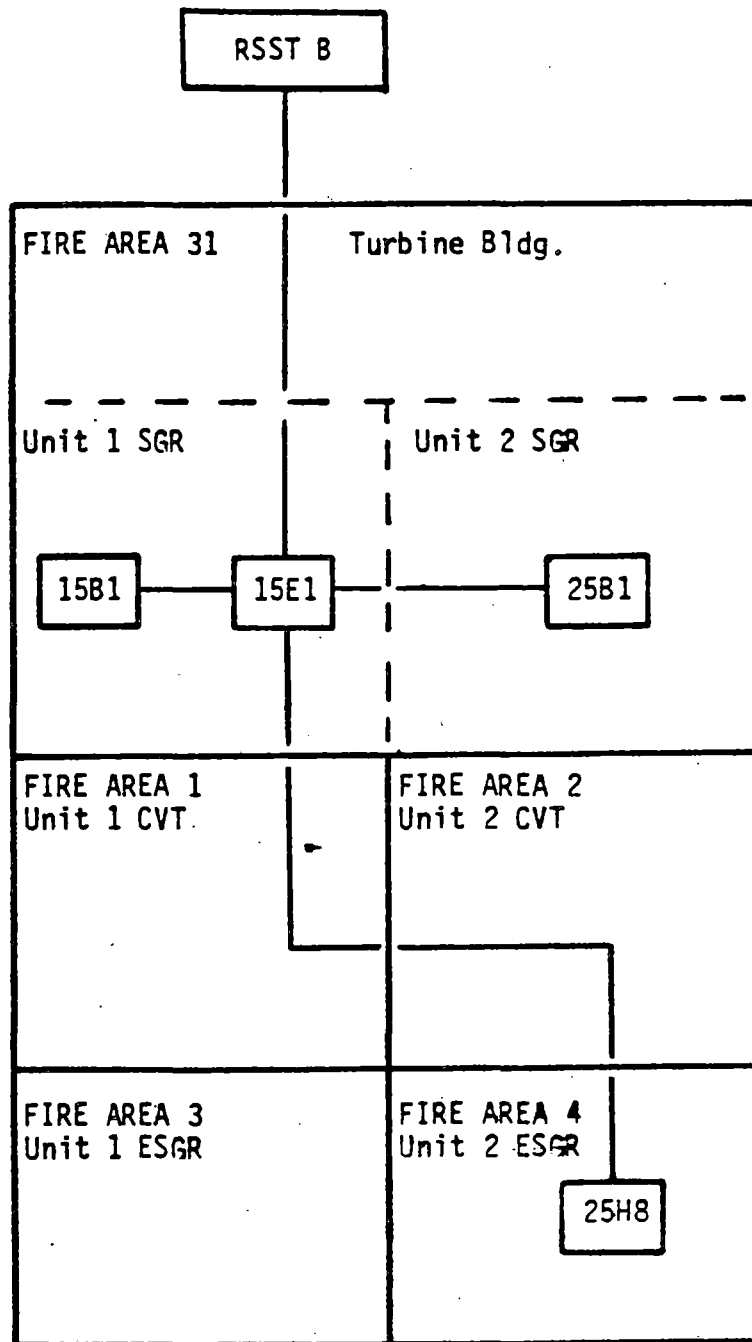 RSST B
FIRE AREA 31
Turbine Bldg.
Unit 1 SGR
Unit 2 SGR
15B1
15E1
25B1
FIRE AREA 1
Unit 1 CVT
FIRE AREA 2
Unit 2 CVT
FIRE AREA 3
Unit 1 ESGR
FIRE AREA 4
Unit 2 ESGR
25H8